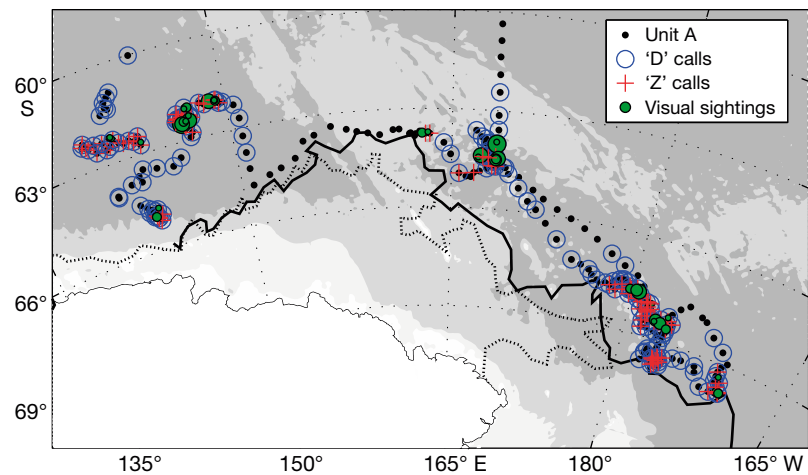 Unit A
'D' calls
'Z' calls
Visual sightings
60°
S
63°
66°
69°
135°
150°
165° E
180°
165° W